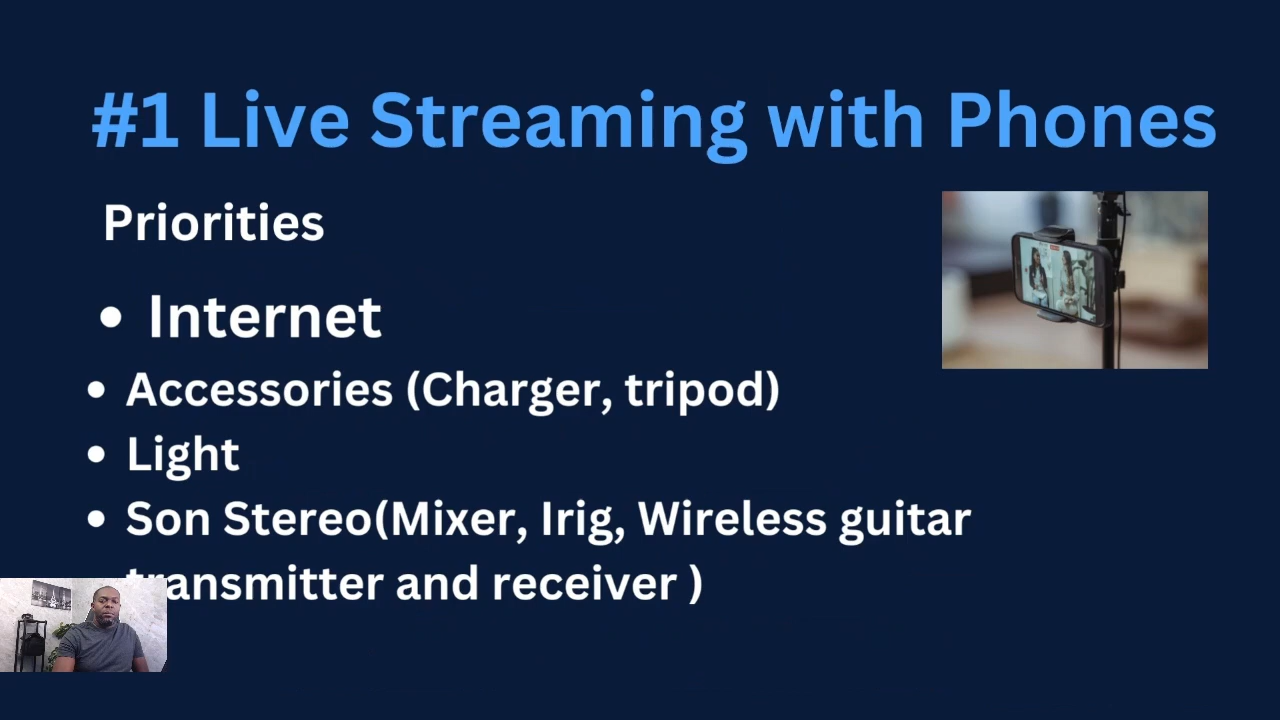 #1 Live Streaming with Phones
Priorities
• Internet
• Accessories (Charger, tripod)
• Light
• Son Stereo(Mixer, Irig, Wireless guitar
transmitter and receiver )